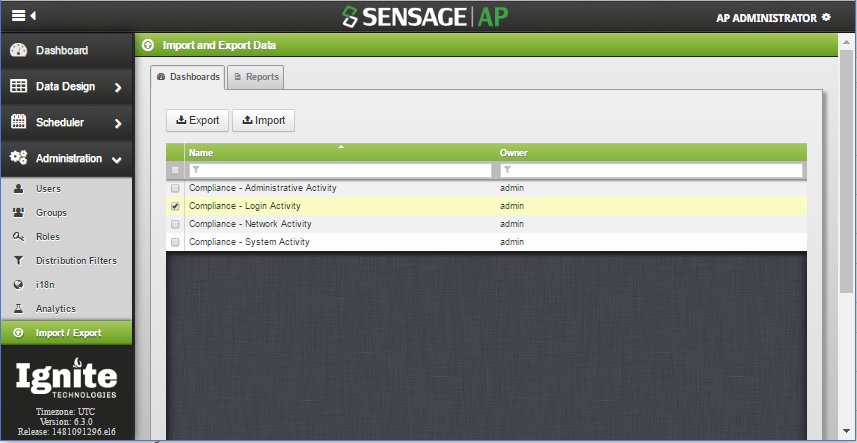 SENSAGE AP
AP ADMINISTRATOR
Dashboard
Data Design
Scheduler
Administration
Users
Groups
Roles
Distribution Filters
i18n
Analytics
Import / Export
Ignite
TECHNOLOGIES
Timezone: UTC
Version: 6.3.0
Release: 1481091296.el6
Import and Export Data
Dashboards Reports
Export Import
Name Owner
Compliance - Administrative Activity admin
Compliance - Login Activity admin
Compliance - Network Activity admin
Compliance - System Activity admin